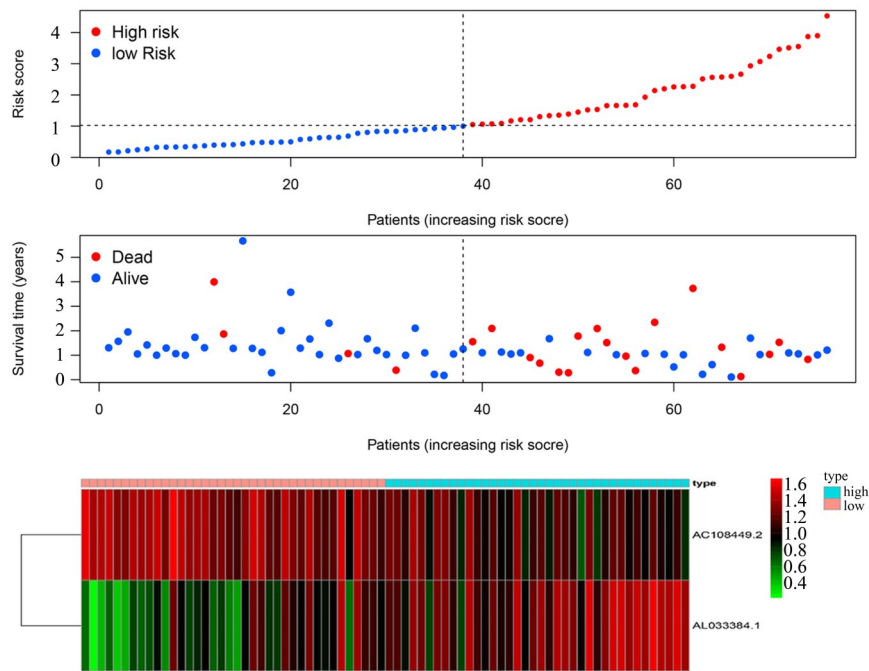 High risk
low Risk
Risk score
4
3
2
1
0
0 20 40 60
Patients (increasing risk socre)
Dead
Alive
Survival time (years)
5
4
3
2
1
0
0 20 40 60
Patients (increasing risk socre)
type
AC108449.2
AL033384.1
1.6
1.4
1.2
1.0
0.8
0.6
0.4
type
high
low